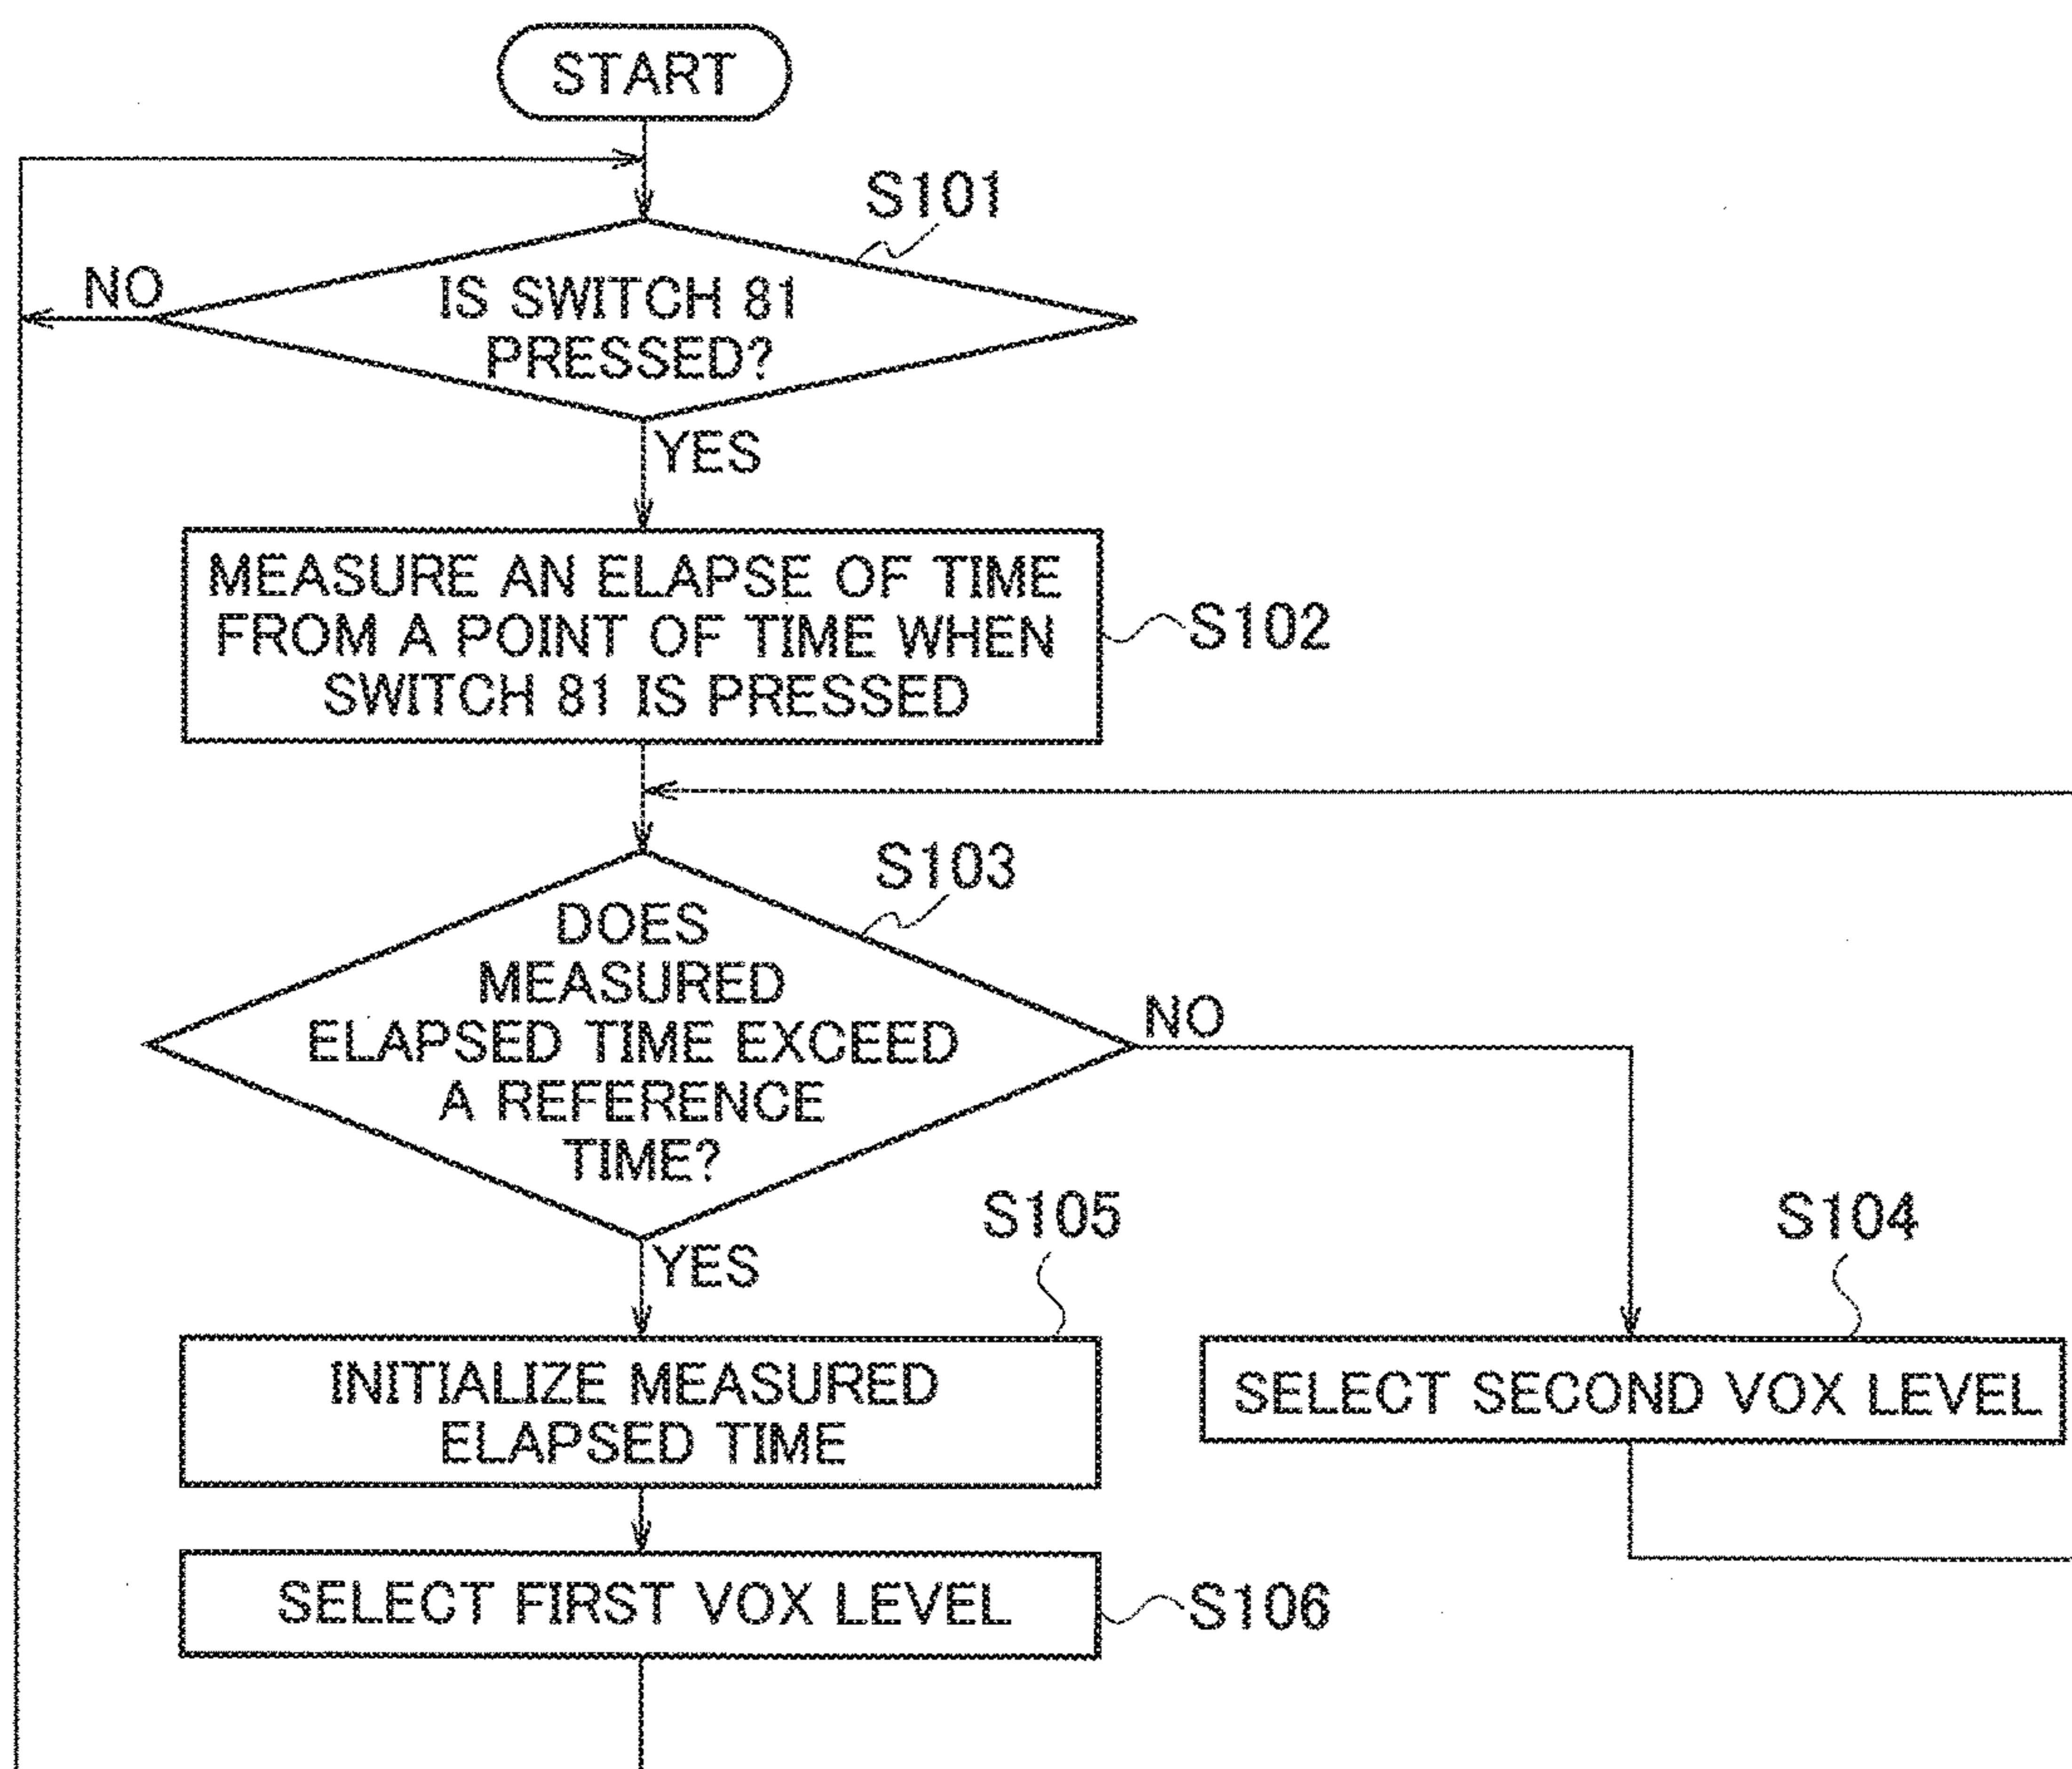 START
S101
NO
IS SWITCH 81
PRESSED?
YES
MEASURE AN ELAPSE OF TIME
FROM A POINT OF TIME WHEN
SWITCH 81 IS PRESSED
S102
S103
DOES
MEASURED
ELAPSED TIME EXCEED
A REFERENCE
TIME?
NO
YES
S105
S104
INITIALIZE MEASURED
ELAPSED TIME
SELECT SECOND VOX LEVEL
SELECT FIRST VOX LEVEL
S106